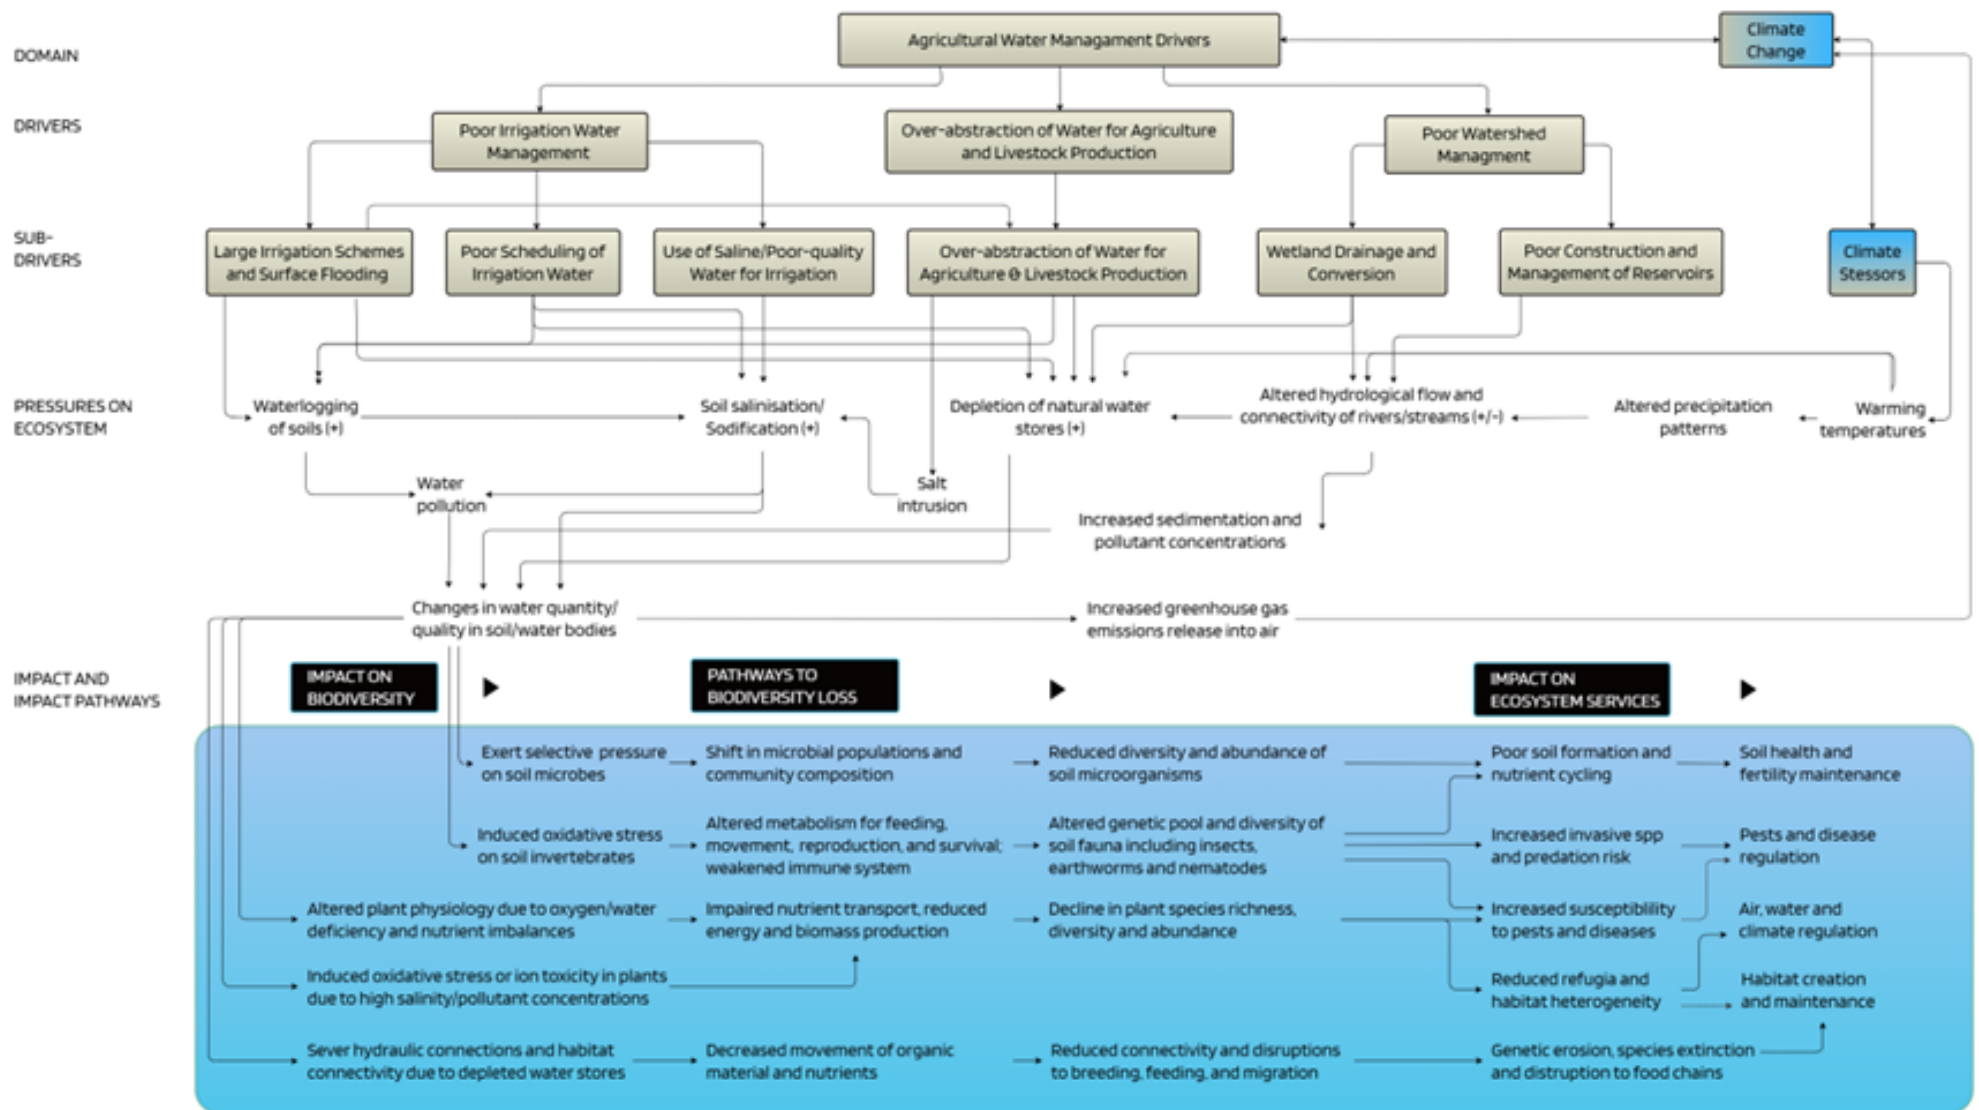 DOMAIN
Agricultural Water Managament Drivers
Climate
Change
DRIVERS
Poor Irrigation Water
Management
Over-abstraction of Water for Agriculture
and Livestock Production
Poor Watershed
Managment
SUB-
DRIVERS
Large Irrigation Schemes
and Surface Flooding
Poor Scheduling of
Irrigation Water
Use of Saline/Poor-quality
Water for Irrigation
Over-abstraction of Water for
Agriculture & Livestock Production
Wetland Drainage and
Conversion
Poor Construction and
Management of Reservoirs
Climate
Stessors
PRESSURES ON
ECOSYSTEM
Waterlogging
of soils (+)
Soil salinisation/
Sodification (+)
Depletion of natural water
stores (+)
Altered hydrological flow and
connectivity of rivers/streams (+/-)
Altered precipitation
patterns
Warming
temperatures
Water
pollution
Salt
intrusion
Increased sedimentation and
pollutant concentrations
Changes in water quantity/
quality in soil/water bodies
Increased greenhouse gas
emissions release into air
IMPACT AND
IMPACT PATHWAYS
IMPACT ON
BIODIVERSITY
PATHWAYS TO
BIODIVERSITY LOSS
IMPACT ON
ECOSYSTEM SERVICES
Exert selective pressure
on soil microbes
Shift in microbial populations and
community composition
Reduced diversity and abundance of
soil microorganisms
Poor soil formation and
nutrient cycling
Soil health and
fertility maintenance
Induced oxidative stress
on soil invertebrates
Altered metabolism for feeding,
movement, reproduction, and survival;
weakened immune system
Altered genetic pool and diversity of
soil fauna including insects,
earthworms and nematodes
Increased invasive spp
and predation risk
Pests and disease
regulation
Altered plant physiology due to oxygen/water
deficiency and nutrient imbalances
Impaired nutrient transport, reduced
energy and biomass production
Decline in plant species richness,
diversity and abundance
Increased susceptiblility
to pests and diseases
Air, water and
climate regulation
Induced oxidative stress or ion toxicity in plants
due to high salinity/pollutant concentrations
Reduced refugia and
habitat heterogeneity
Habitat creation
and maintenance
Sever hydraulic connections and habitat
connectivity due to depleted water stores
Decreased movement of organic
material and nutrients
Reduced connectivity and disruptions
to breeding, feeding, and migration
Genetic erosion, species extinction
and distruption to food chains